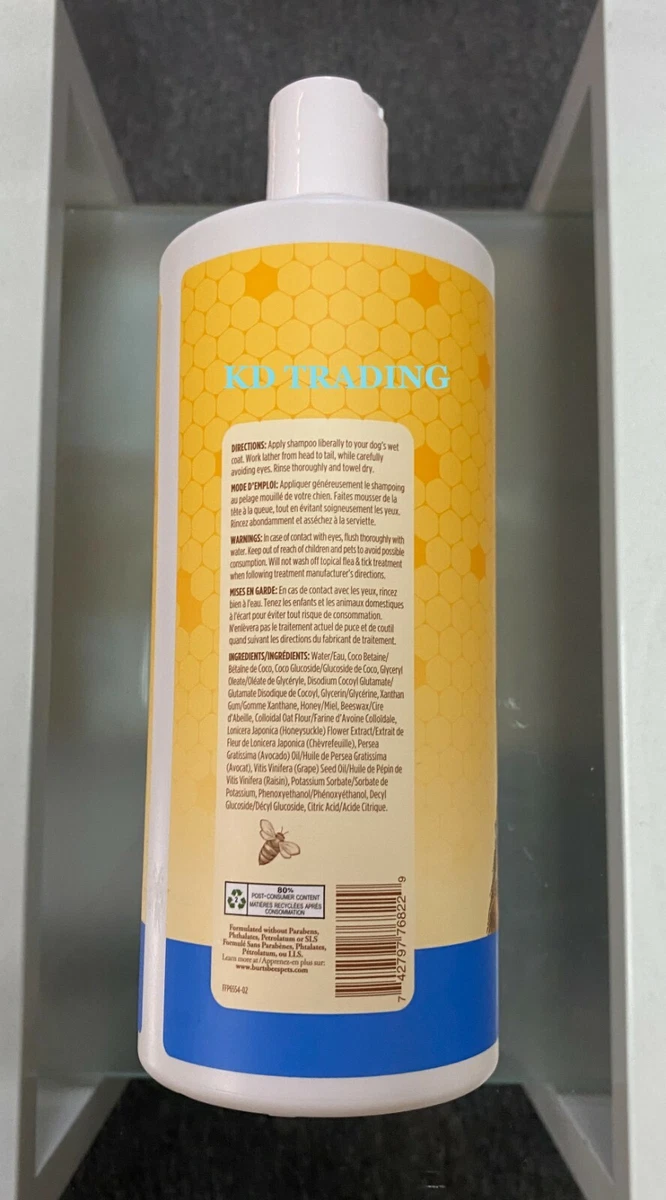 KD TRADING
DIRECTIONS: Apply shampoo liberally to your dog's wet
coat. Work lather from head to tail, while carefully
avoiding eyes. Rinse thoroughly and towel dry.
MODE D'EMPLOI: Appliquer généreusement le shampoing
au pelage mouillé de votre chien. Faites mousser de la
tête à la queue, tout en évitant soigneusement les yeux.
Rincez abondamment et asséchez à la serviette.
WARNINGS: In case of contact with eyes, flush thoroughly with
water. Keep out of reach of children and pets to avoid possible
consumption. Will not wash off topical flea & tick treatment
when following treatment manufacturer's directions.
MISES EN GARDE: En cas de contact avec les yeux, rincez
bien à l'eau. Tenez les enfants et les animaux domestiques
à l'écart pour éviter tout risque de consommation.
N'enlèvera pas le traitement actuel de puce et de coutil
quand suivant les directions du fabricant de traitement.
INGREDIENTS/INGRÉDIENTS: Water/Eau, Coco Betaine/
Bétaïne de Coco, Coco Glucoside/Glucoside de Coco, Glyceryl
Oleate/Oléate de Glycéryle, Disodium Cocoyl Glutamate/
Glutamate Disodique de Cocoyl, Glycerin/Glycérine, Xanthan
Gum/Gomme Xanthane, Honey/Miel, Beeswax/Cire
d'Abeille, Colloidal Oat Flour/Farine d'Avoine Colloïdale,
Lonicera Japonica (Honeysuckle) Flower Extract/Extrait de
Fleur de Lonicera Japonica (Chèvrefeuille), Persea
Gratissima (Avocado) Oil/Huile de Persea Gratissima
(Avocat), Vitis Vinifera (Grape) Seed Oil/Huile de Pépin de
Vitis Vinifera (Raisin), Potassium Sorbate/Sorbate de
Potassium, Phenoxyethanol/Phénoxyéthanol, Decyl
Glucoside/Décyl Glucoside, Citric Acid/Acide Citrique.
2
80%
POST-CONSUMER CONTENT
MATIÈRES RECYCLÉES APRÈS
CONSOMMATION
Formulated without Parabens,
Phthalates, Petrolatum or SLS
Formulé Sans Parabènes, Phtalates,
Pétrolatum, ou LLS.
Learn more at/Apprenez-en plus sur:
www.burtsbeespets.com
FFP6554-02
7 42797 76822 9